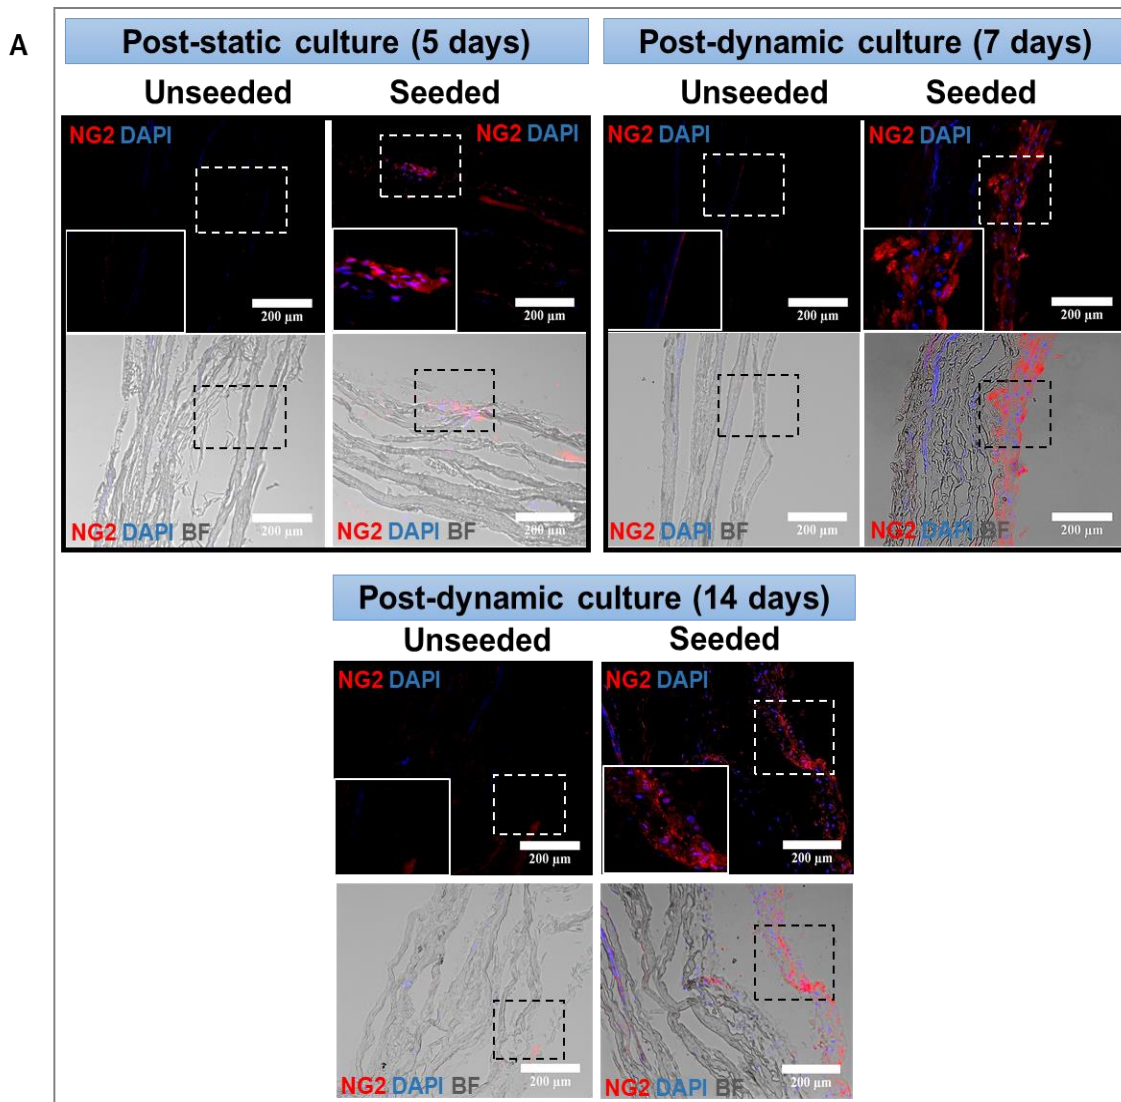 A
Post-static culture (5 days)
Post-dynamic culture (7 days)
Unseeded
Seeded
Unseeded
Seeded
NG2 DAPI
NG2 DAPI
NG2 DAPI
NG2 DAPI
200 µm
200 µm
200 µm
200 µm
NG2 DAPI BF
200 µm
NG2 DAPI BF
200 µm
NG2 DAPI BF
200 µm
NG2 DAPI BF
200 µm
Post-dynamic culture (14 days)
Unseeded
Seeded
NG2 DAPI
NG2 DAPI
200 µm
200 µm
NG2 DAPI BF
200 µm
NG2 DAPI BF
200 µm